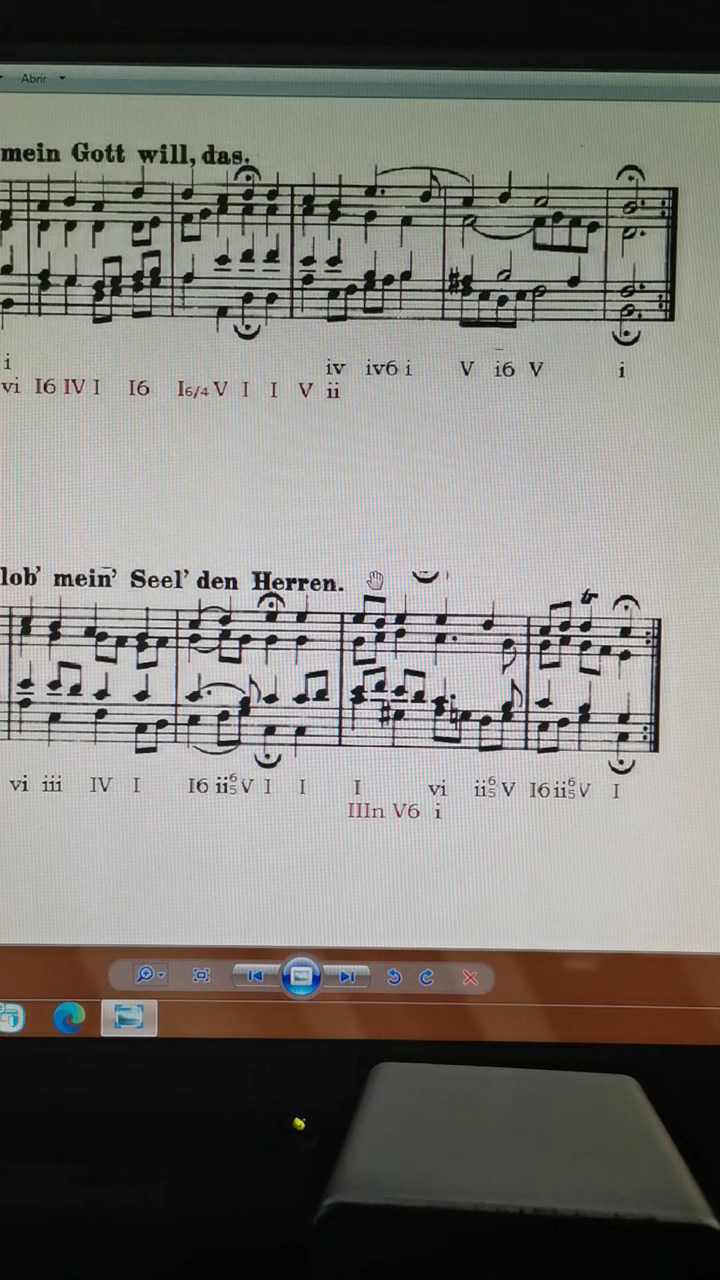 Abrir
mein Gott will, das.
i iv iv6 i V i6 V i
vi I6 IV I I6 I6/4 V I I V ii
lob' mein' Seel' den Herren.
tr
vi iii IV I I6 ii6/5 V I I I vi ii6/5 V I6 ii6/5 V I
IIIn V6 i